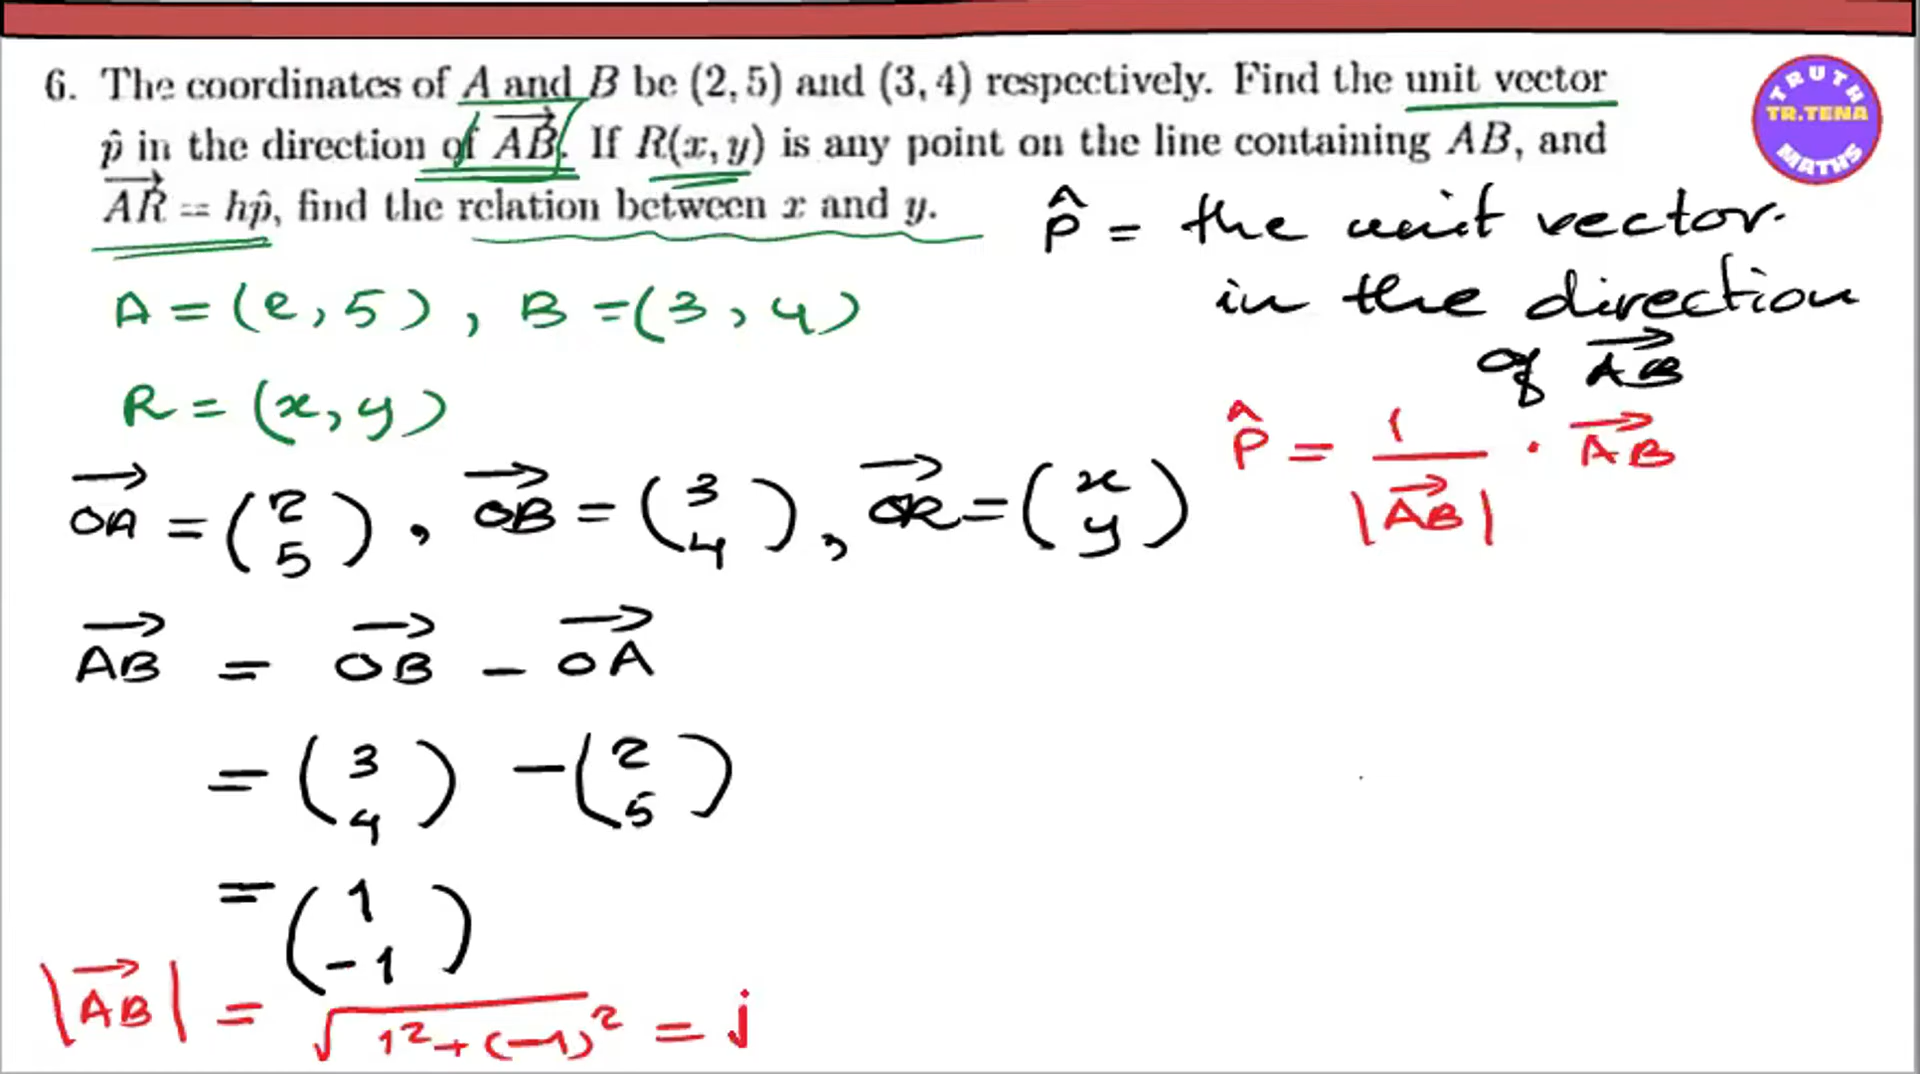 6. The coordinates of A and B be (2, 5) and (3, 4) respectively. Find the unit vector
p̂ in the direction of AB⃗. If R(x, y) is any point on the line containing AB, and
AR⃗ = hp̂, find the relation between x and y.
TRUTH
TR.TENA
MATHS
p̂ = the unit vector.
in the direction
of AB⃗
A = (2, 5), B = (3, 4)
R = (x, y)
p̂ = 1/|AB⃗| · AB⃗
OA⃗ = (2 5), OB⃗ = (3 4), OR⃗ = (x y)
AB⃗ = OB⃗ - OA⃗
= (3 4) - (2 5)
= (1 -1)
|AB⃗| = √1² + (-1)² =